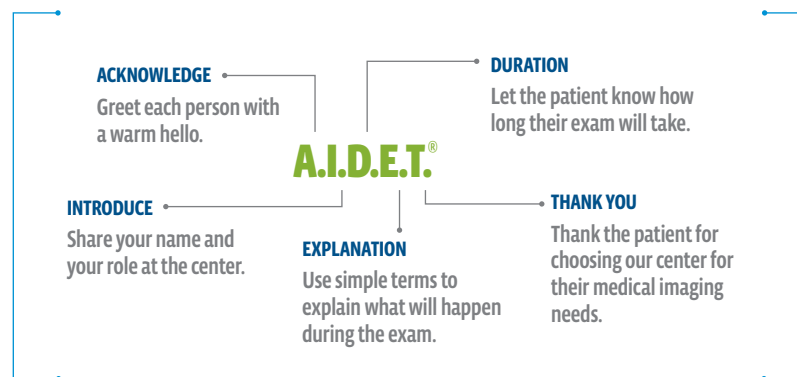 ACKNOWLEDGE
Greet each person with
a warm hello.
DURATION
Let the patient know how
long their exam will take.
A.I.D.E.T.®
INTRODUCE
Share your name and
your role at the center.
EXPLANATION
Use simple terms to
explain what will happen
during the exam.
THANK YOU
Thank the patient for
choosing our center for
their medical imaging
needs.